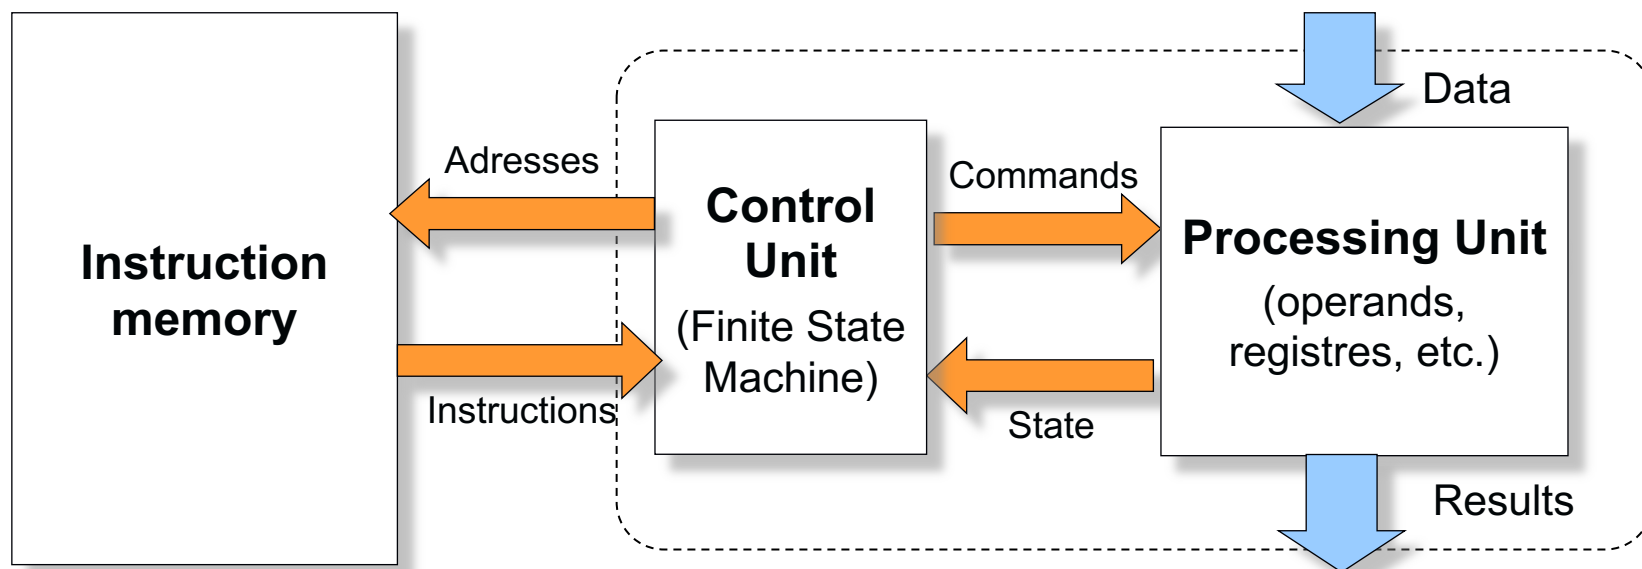 Instruction
memory
Adresses
Instructions
Control
Unit
(Finite State
Machine)
Commands
State
Data
Processing Unit
(operands,
registres, etc.)
Results